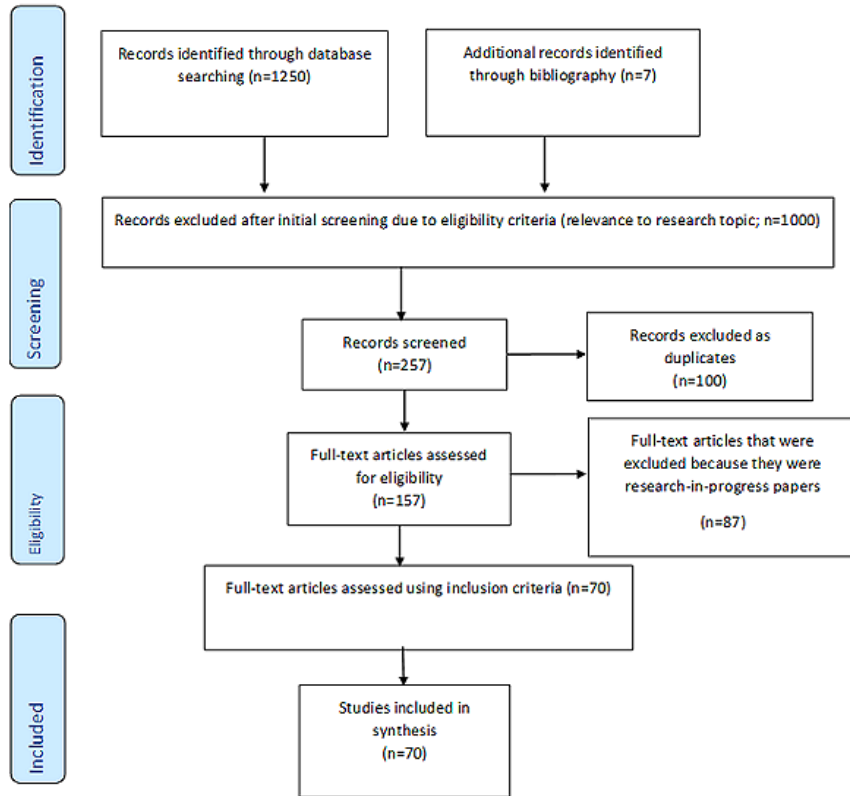 Identification
Records identified through database
searching (n=1250)
Additional records identified
through bibliography (n=7)
Screening
Records excluded after initial screening due to eligibility criteria (relevance to research topic; n=1000)
Records screened
(n=257)
Records excluded as
duplicates
(n=100)
Eligibility
Full-text articles assessed
for eligibility
(n=157)
Full-text articles that were
excluded because they were
research-in-progress papers
(n=87)
Full-text articles assessed using inclusion criteria (n=70)
Included
Studies included in
synthesis
(n=70)